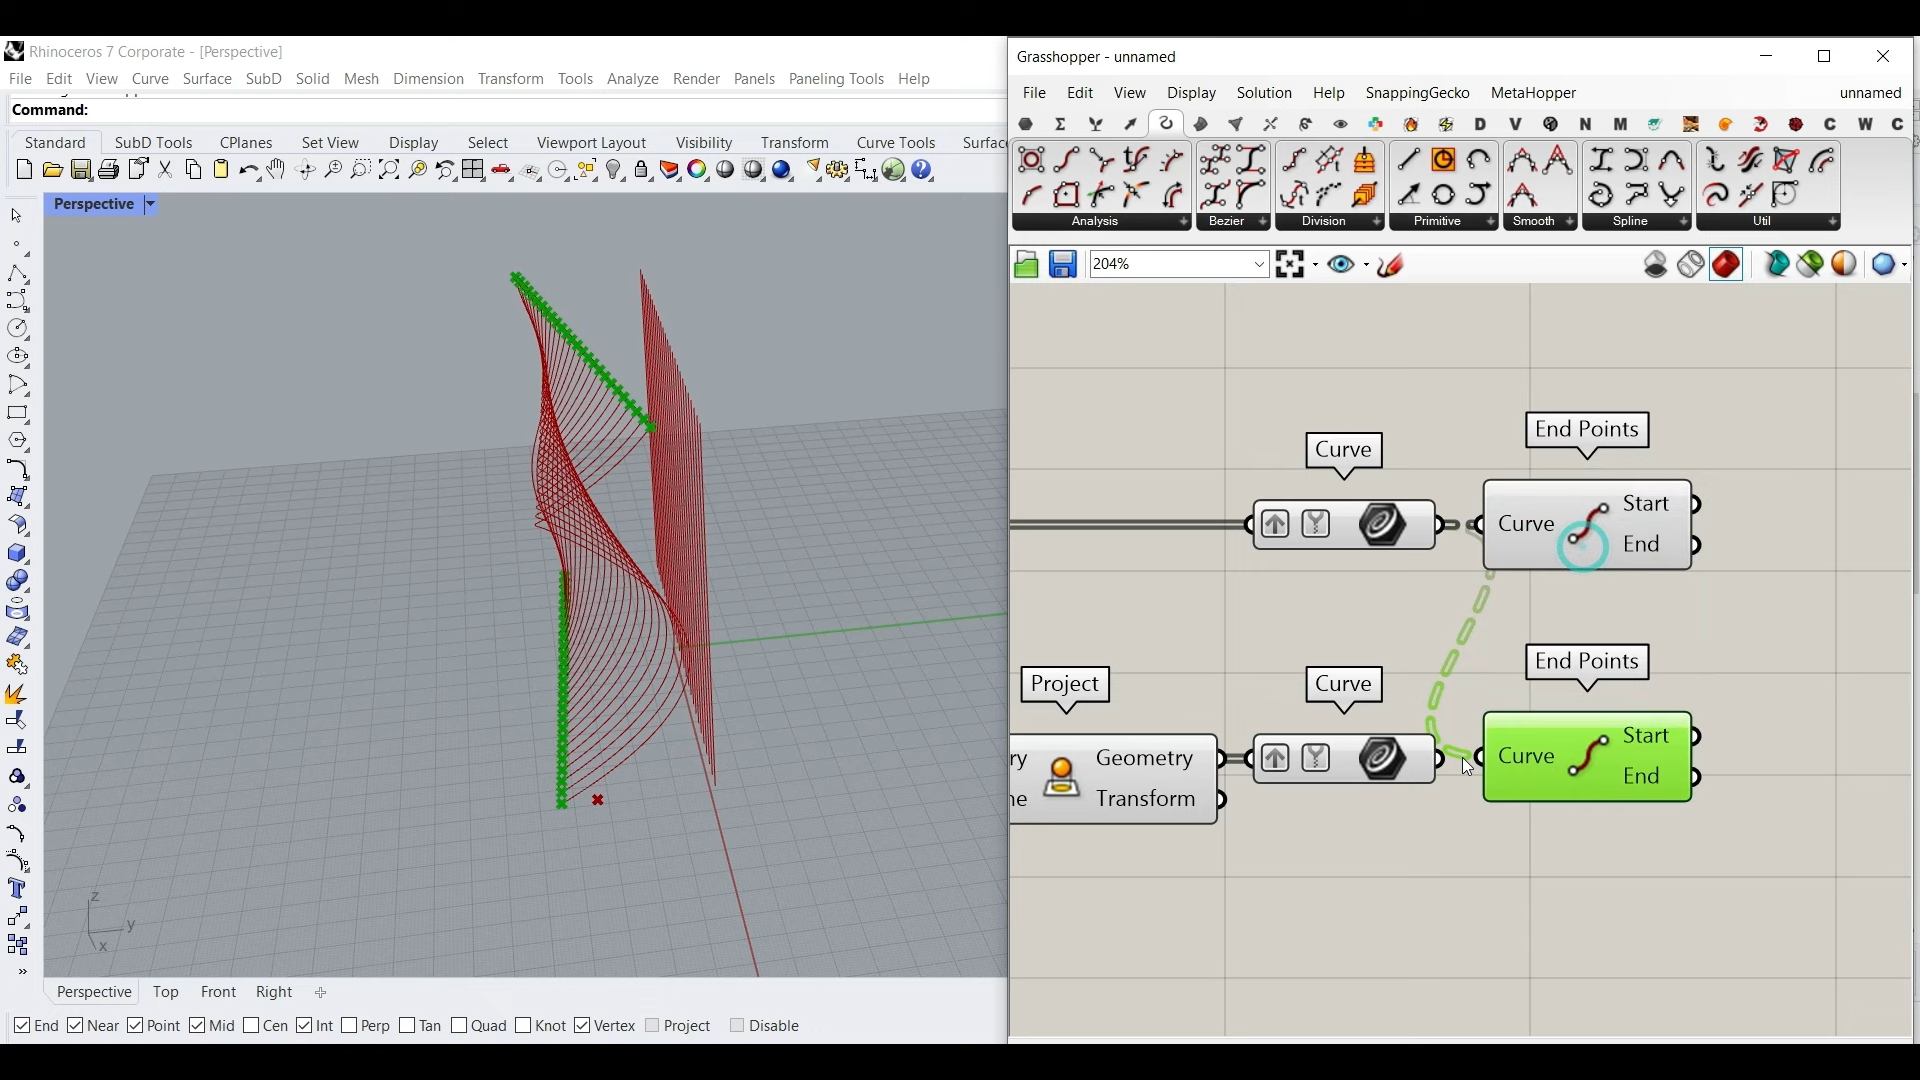 Rhinoceros 7 Corporate - [Perspective]
File Edit View Curve Surface SubD Solid Mesh Dimension Transform Tools Analyze Render Panels Paneling Tools Help
Command:
Standard SubD Tools CPlanes Set View Display Select Viewport Layout Visibility Transform Curve Tools Surfac
Perspective
z
y
x
Perspective Top Front Right
End Near Point Mid Cen Int Perp Tan Quad Knot Vertex Project Disable
Grasshopper - unnamed
File Edit View Display Solution Help SnappingGecko MetaHopper unnamed
D V N M C W C
Analysis Bezier Division Primitive Smooth Spline Util
204%
End Points
Curve
Curve Start
End
End Points
Project Curve
ry Geometry
ne Transform
Curve Start
End